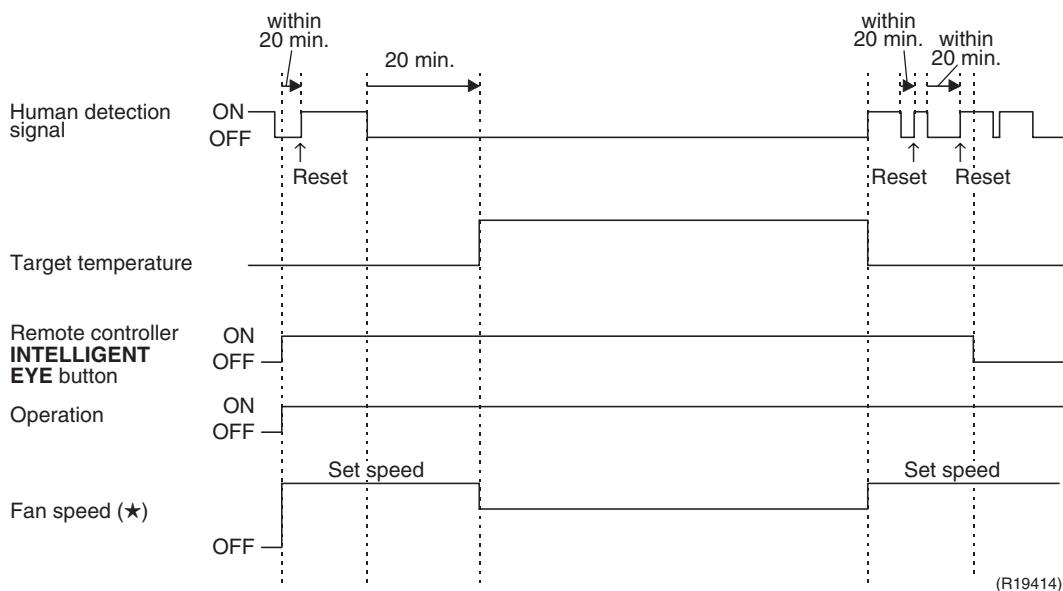 within
20 min.
20 min.
within
20 min.
within
20 min.
Human detection
signal
ON
OFF
Reset
Reset
Reset
Target temperature
Remote controller
INTELLIGENT
EYE button
ON
OFF
Operation
ON
OFF
Set speed
Set speed
Fan speed (★)
OFF
(R19414)